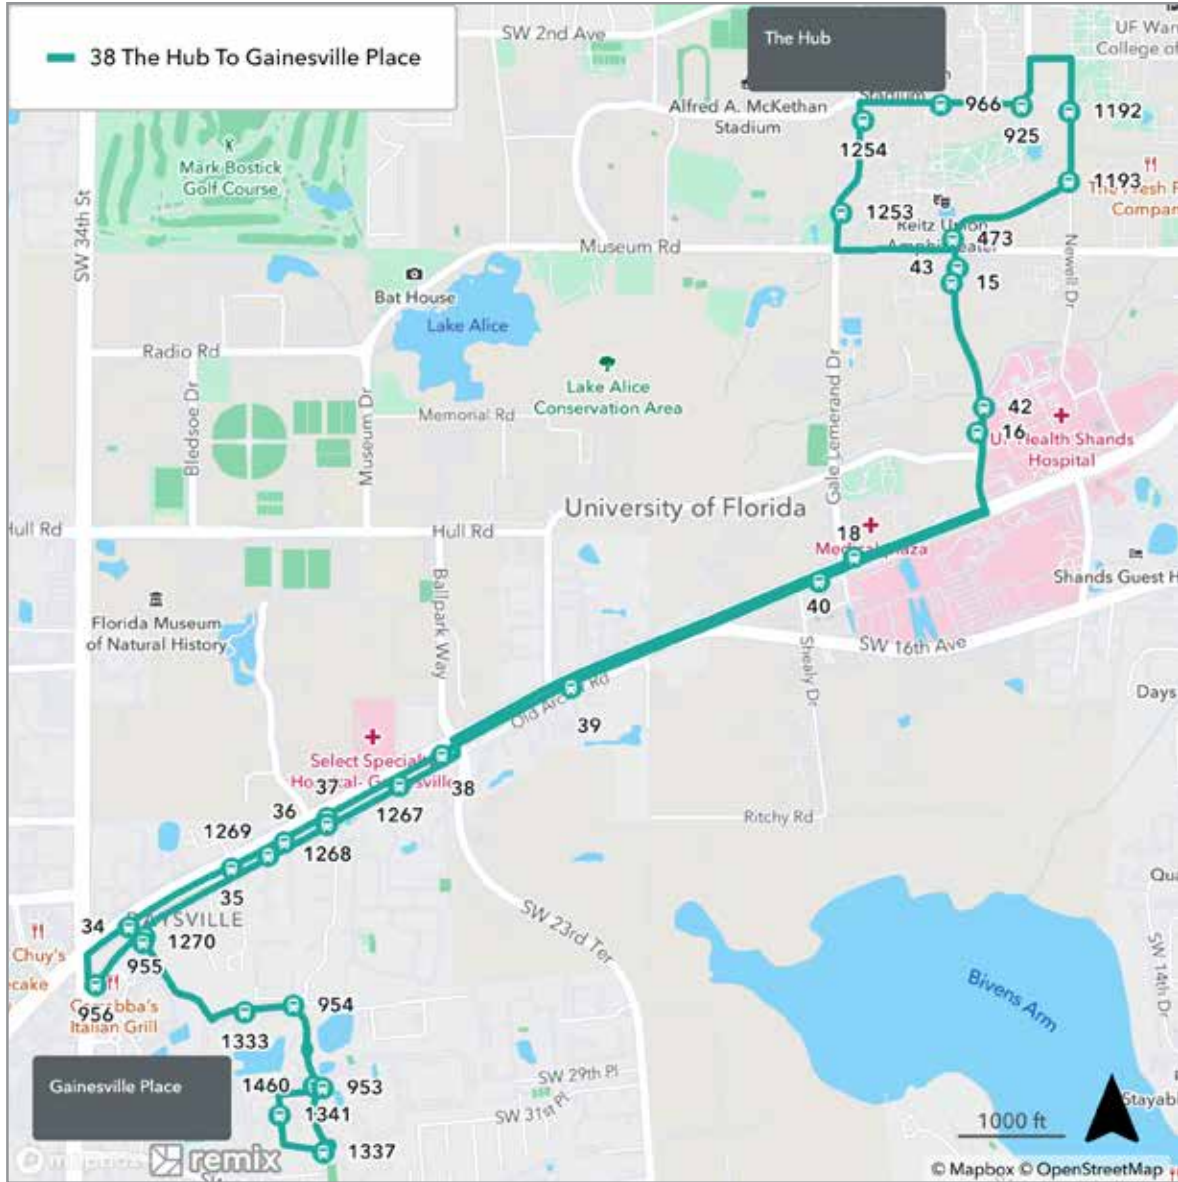 38 The Hub To Gainesville Place
SW 2nd Ave
The Hub
UF War
College of
Alfred A. McKethan
Stadium
Stadium
966
925
1192
1254
Mark Bostick
Golf Course
SW 34th St
1193
1253
Reitz Union
473
Museum Rd
43
15
Newell Dr
Bat House
Lake Alice
Radio Rd
Lake Alice
Conservation Area
Gale Lemerand Dr
Bledsoe Dr
Museum Dr
Memorial Rd
42
16
UF Health Shands
Hospital
University of Florida
Hull Rd
Hull Rd
18
Medical Plaza
Shands Guest H
40
Ballpark Way
Florida Museum
of Natural History
SW 16th Ave
Shealy Dr
Days
Old Archer Rd
39
Select Special
37
38
36
1267
Ritchy Rd
1269
1268
35
Qua
34
1270
SW 23rd Ter
SW 14th Dr
Chuy's
ecake
955
956
Italian Grill
954
1333
Bivens Arm
Gainesville Place
1460
953
SW 29th Pl
1341
SW 31st Pl
1337
1000 ft
Stayab
mapbox remix
© Mapbox © OpenStreetMap